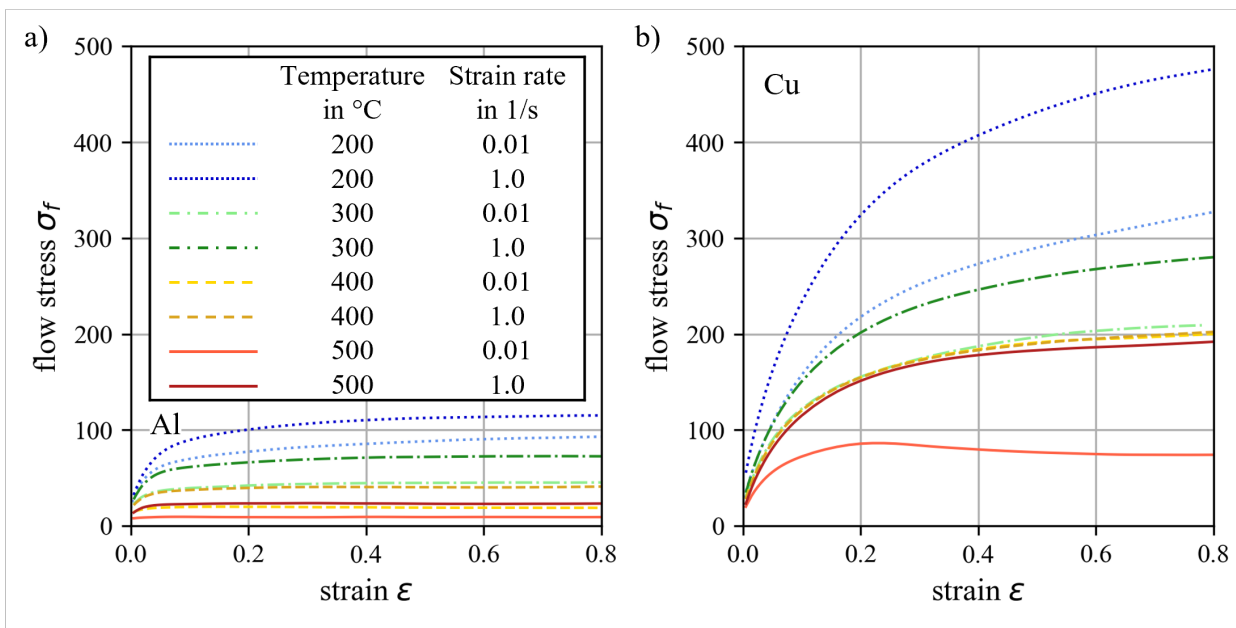 a)
500
400
300
200
100
0
flow stress σf
Temperature Strain rate
in °C in 1/s
200 0.01
200 1.0
300 0.01
300 1.0
400 0.01
400 1.0
500 0.01
500 1.0
Al
0.0 0.2 0.4 0.6 0.8
strain ε
b)
500
400
300
200
100
0
flow stress σf
Cu
0.0 0.2 0.4 0.6 0.8
strain ε